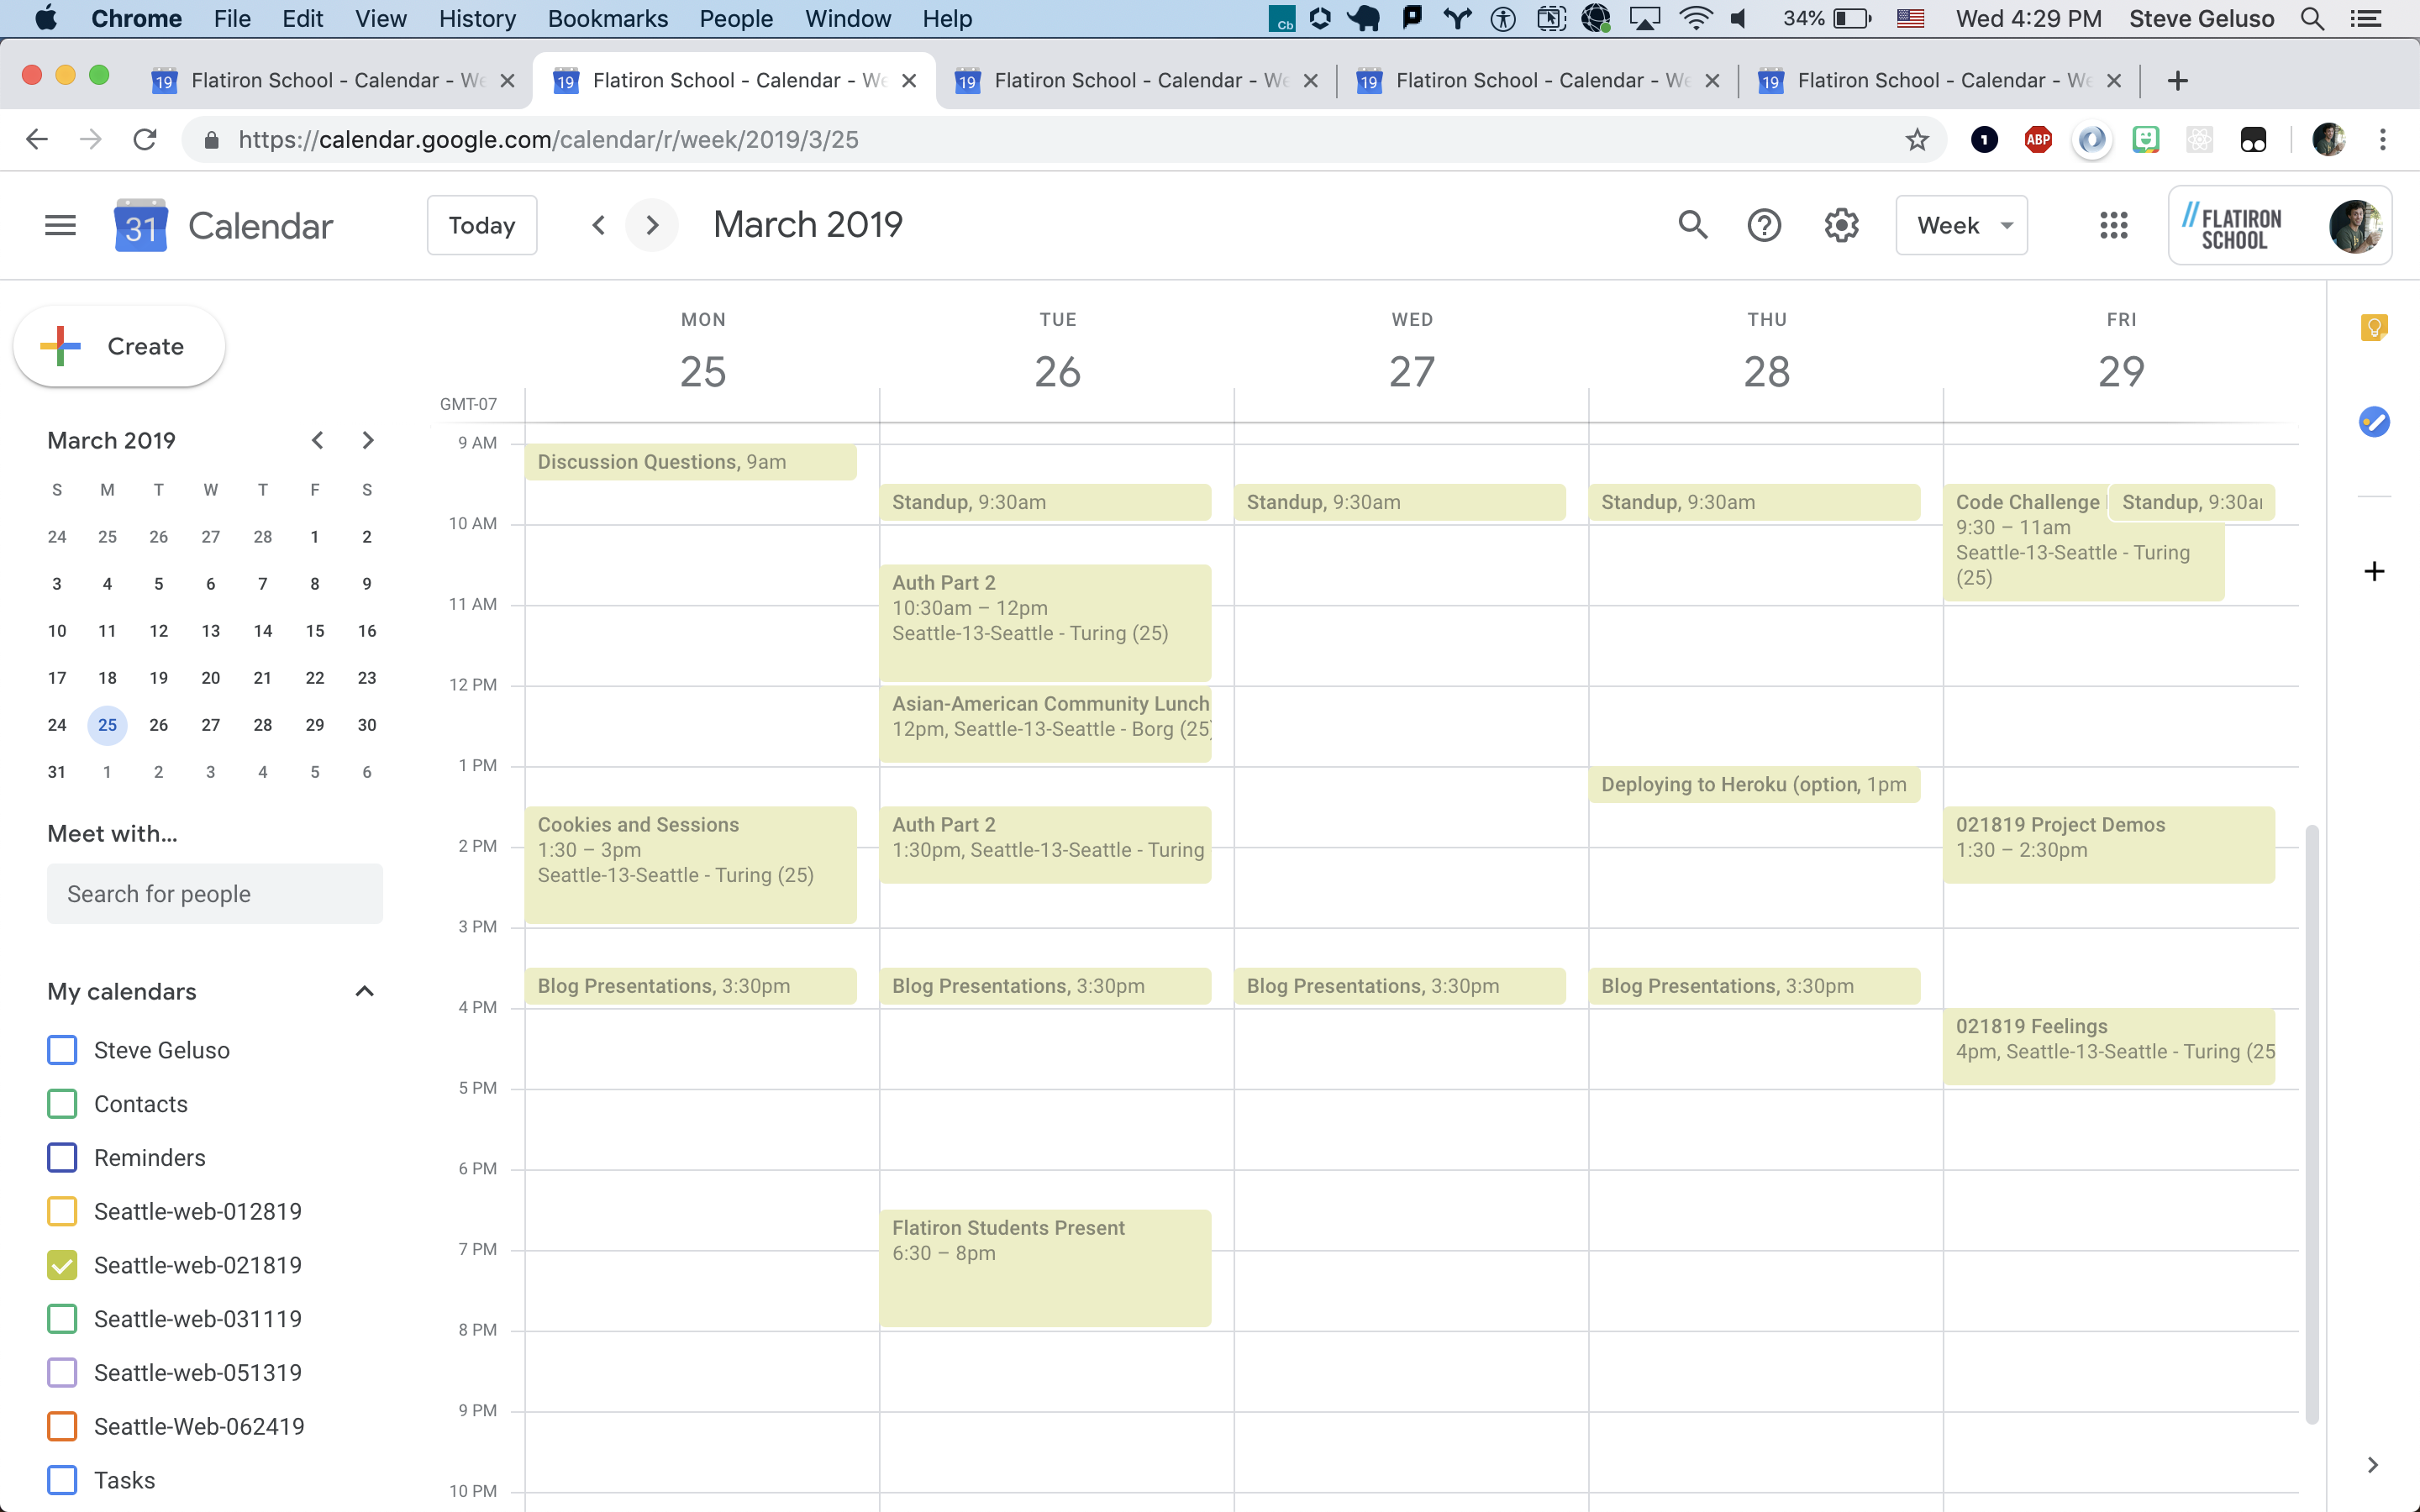 Chrome File Edit View History Bookmarks People Window Help
Cb
34%
Wed 4:29 PM Steve Geluso
19 Flatiron School - Calendar - We
19 Flatiron School - Calendar - We
19 Flatiron School - Calendar - We
19 Flatiron School - Calendar - We
19 Flatiron School - Calendar - We
https://calendar.google.com/calendar/r/week/2019/3/25
1
ABP
31 Calendar
Today
March 2019
Week
// FLATIRON
SCHOOL
Create
March 2019
S M T W T F S
24 25 26 27 28 1 2
3 4 5 6 7 8 9
10 11 12 13 14 15 16
17 18 19 20 21 22 23
24 25 26 27 28 29 30
31 1 2 3 4 5 6
Meet with...
Search for people
My calendars
Steve Geluso
Contacts
Reminders
Seattle-web-012819
Seattle-web-021819
Seattle-web-031119
Seattle-web-051319
Seattle-Web-062419
Tasks
GMT-07
9 AM
10 AM
11 AM
12 PM
1 PM
2 PM
3 PM
4 PM
5 PM
6 PM
7 PM
8 PM
9 PM
10 PM
MON
25
Discussion Questions, 9am
Cookies and Sessions
1:30 – 3pm
Seattle-13-Seattle - Turing (25)
Blog Presentations, 3:30pm
TUE
26
Standup, 9:30am
Auth Part 2
10:30am – 12pm
Seattle-13-Seattle - Turing (25)
Asian-American Community Lunch
12pm, Seattle-13-Seattle - Borg (25)
Auth Part 2
1:30pm, Seattle-13-Seattle - Turing
Blog Presentations, 3:30pm
Flatiron Students Present
6:30 – 8pm
WED
27
Standup, 9:30am
Blog Presentations, 3:30pm
THU
28
Standup, 9:30am
Deploying to Heroku (option, 1pm
Blog Presentations, 3:30pm
FRI
29
Code Challenge
9:30 – 11am
Seattle-13-Seattle - Turing
(25)
Standup, 9:30a
021819 Project Demos
1:30 – 2:30pm
021819 Feelings
4pm, Seattle-13-Seattle - Turing (25